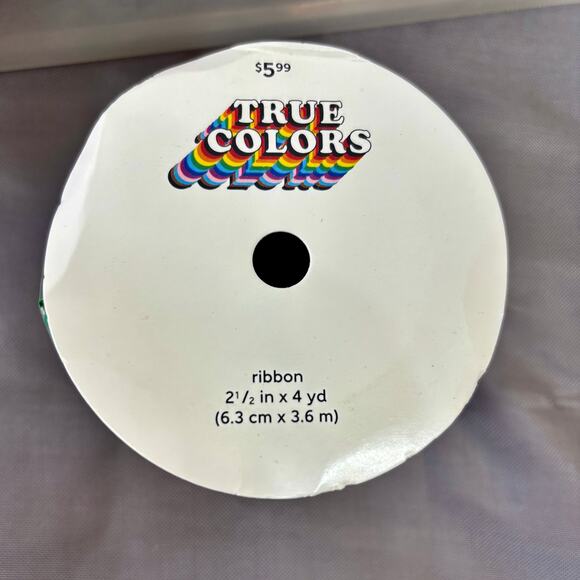 $5.99
TRUE
COLORS
ribbon
2 1/2 in x 4 yd
(6.3 cm x 3.6 m)